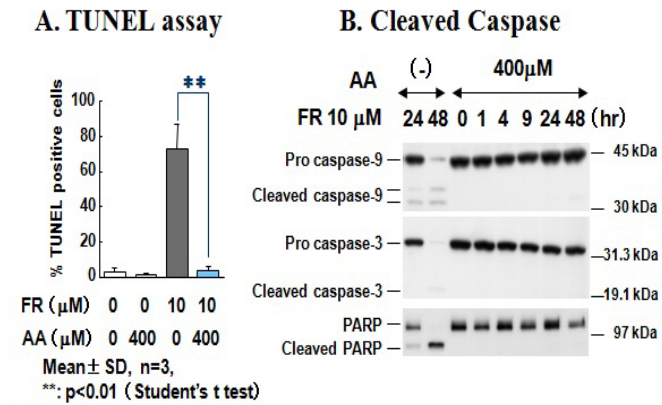 A. TUNEL assay
% TUNEL positive cells
100
80
60
40
20
0
**
FR (μM) 0 0 10 10
AA (μM) 0 400 0 400
Mean± SD, n=3,
**: p<0.01 ( Student's t test)
B. Cleaved Caspase
AA (-) 400μM
FR 10 μM 24 48 0 1 4 9 24 48 (hr)
Pro caspase-9
Cleaved caspase-9
45 kDa
30 kDa
Pro caspase-3
Cleaved caspase-3
31.3 kDa
19.1 kDa
PARP
Cleaved PARP
97 kDa